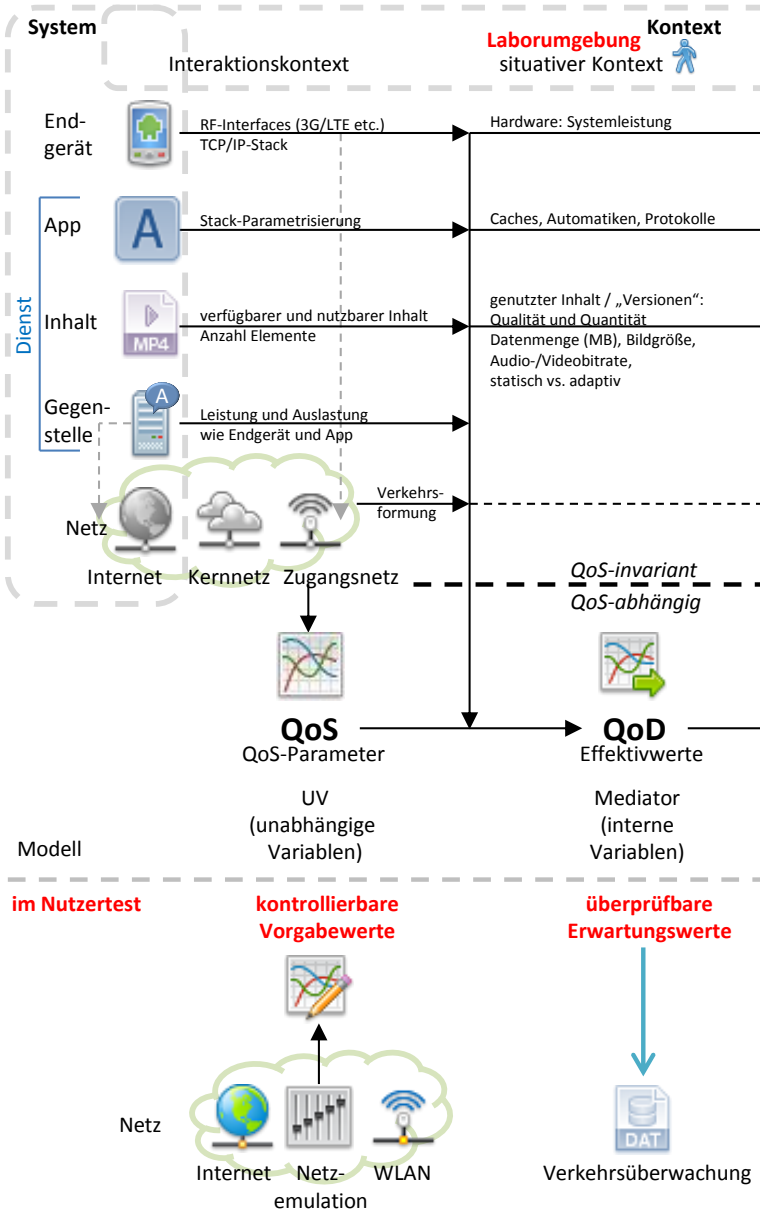 System
Laborumgebung
Kontext
Interaktionskontext
situativer Kontext
End-
gerät
RF-Interfaces (3G/LTE etc.)
TCP/IP-Stack
Hardware: Systemleistung
Dienst
App
A
Stack-Parametrisierung
Caches, Automatiken, Protokolle
Inhalt
MP4
verfügbarer und nutzbarer Inhalt
Anzahl Elemente
genutzter Inhalt / „Versionen“:
Qualität und Quantität
Datenmenge (MB), Bildgröße,
Audio-/Videobitrate,
statisch vs. adaptiv
Gegen-
stelle
A
Leistung und Auslastung
wie Endgerät und App
Netz
Verkehrs-
formung
Internet
Kernnetz
Zugangsnetz
QoS-invariant
QoS-abhängig
QoS
QoS-Parameter
QoD
Effektivwerte
UV
(unabhängige
Variablen)
Mediator
(interne
Variablen)
Modell
im Nutzertest
kontrollierbare
Vorgabewerte
überprüfbare
Erwartungswerte
Netz
Internet
Netz-
emulation
WLAN
DAT
Verkehrsüberwachung